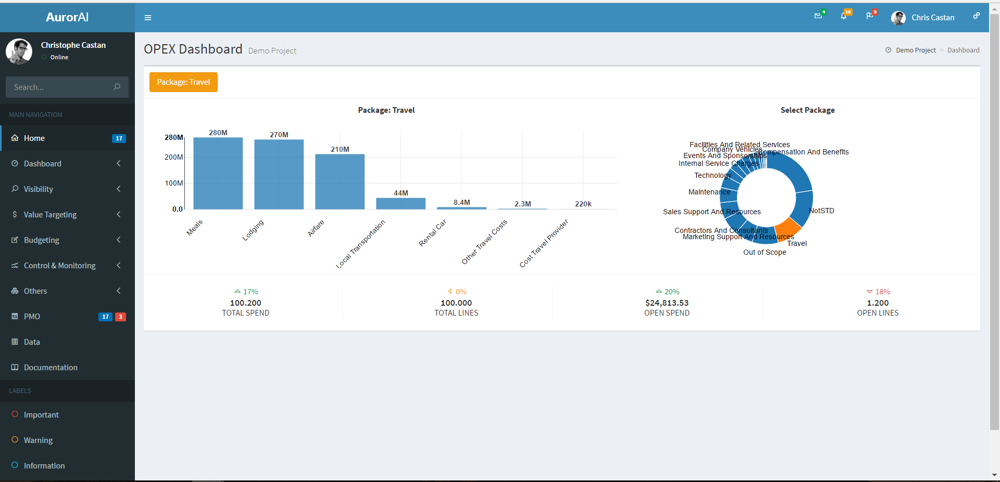 AurorAI
4
10
9
Chris Castan
Christophe Castan
Online
Search...
MAIN NAVIGATION
Home 17
Dashboard
Visibility
Value Targeting
Budgeting
Control & Monitoring
Others
PMO 17 3
Data
Documentation
LABELS
Important
Warning
Information
OPEX Dashboard Demo Project
Demo Project > Dashboard
Package: Travel
Package: Travel
280M
200M
100M
0.0
280M
270M
210M
44M
8.4M
2.3M
220k
Meals
Lodging
Airfare
Local Transportation
Rental Car
Other Travel Costs
Cost Travel Provider
Select Package
Facilities And Related Services
Company Vehicles
Compensation And Benefits
Events And Sponsorships
Internal Service Charges
Technology
Maintenance
Sales Support And Resources
NotSTD
Contractors And Consultants
Marketing Support And Resources
Travel
Out of Scope
17%
100.200
TOTAL SPEND
0%
100.000
TOTAL LINES
20%
$24,813.53
OPEN SPEND
18%
1.200
OPEN LINES